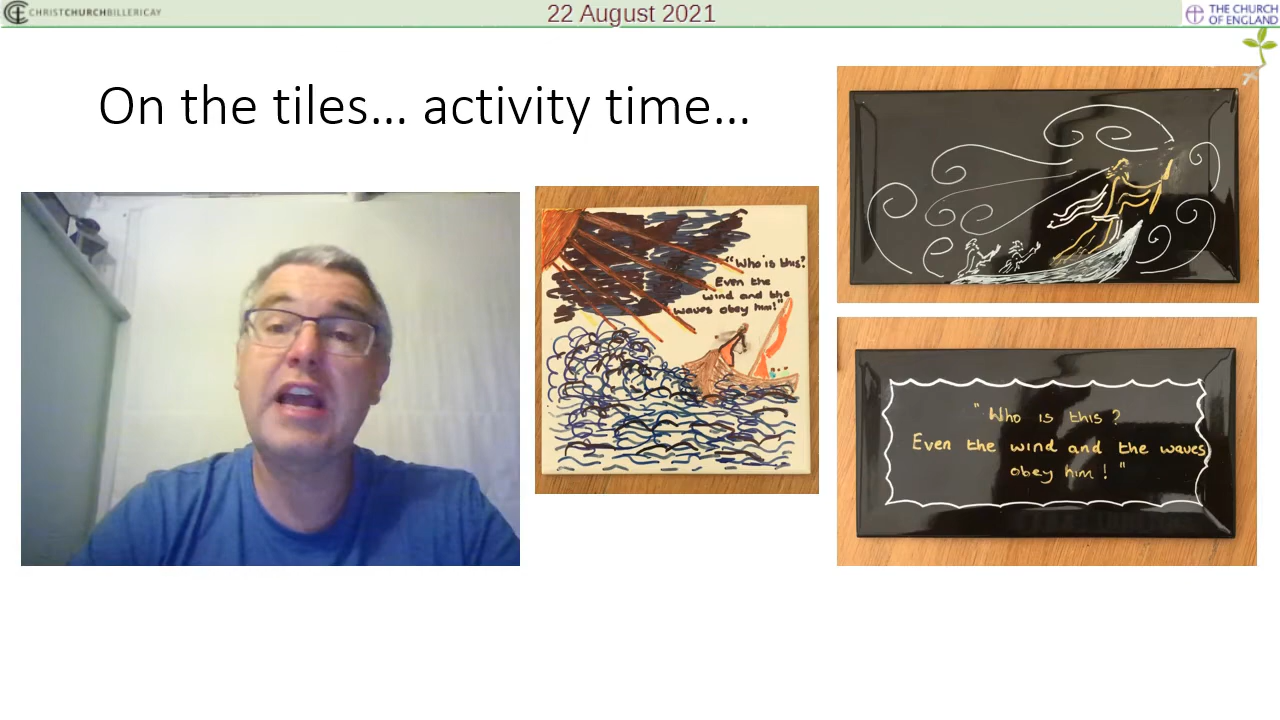 CHRISTCHURCHBILLERICAY
22 August 2021
THE CHURCH
OF ENGLAND
On the tiles… activity time…
"Who is this?
Even the
wind and the
waves obey him!"
"Who is this?
Even the wind and the waves
obey him!"